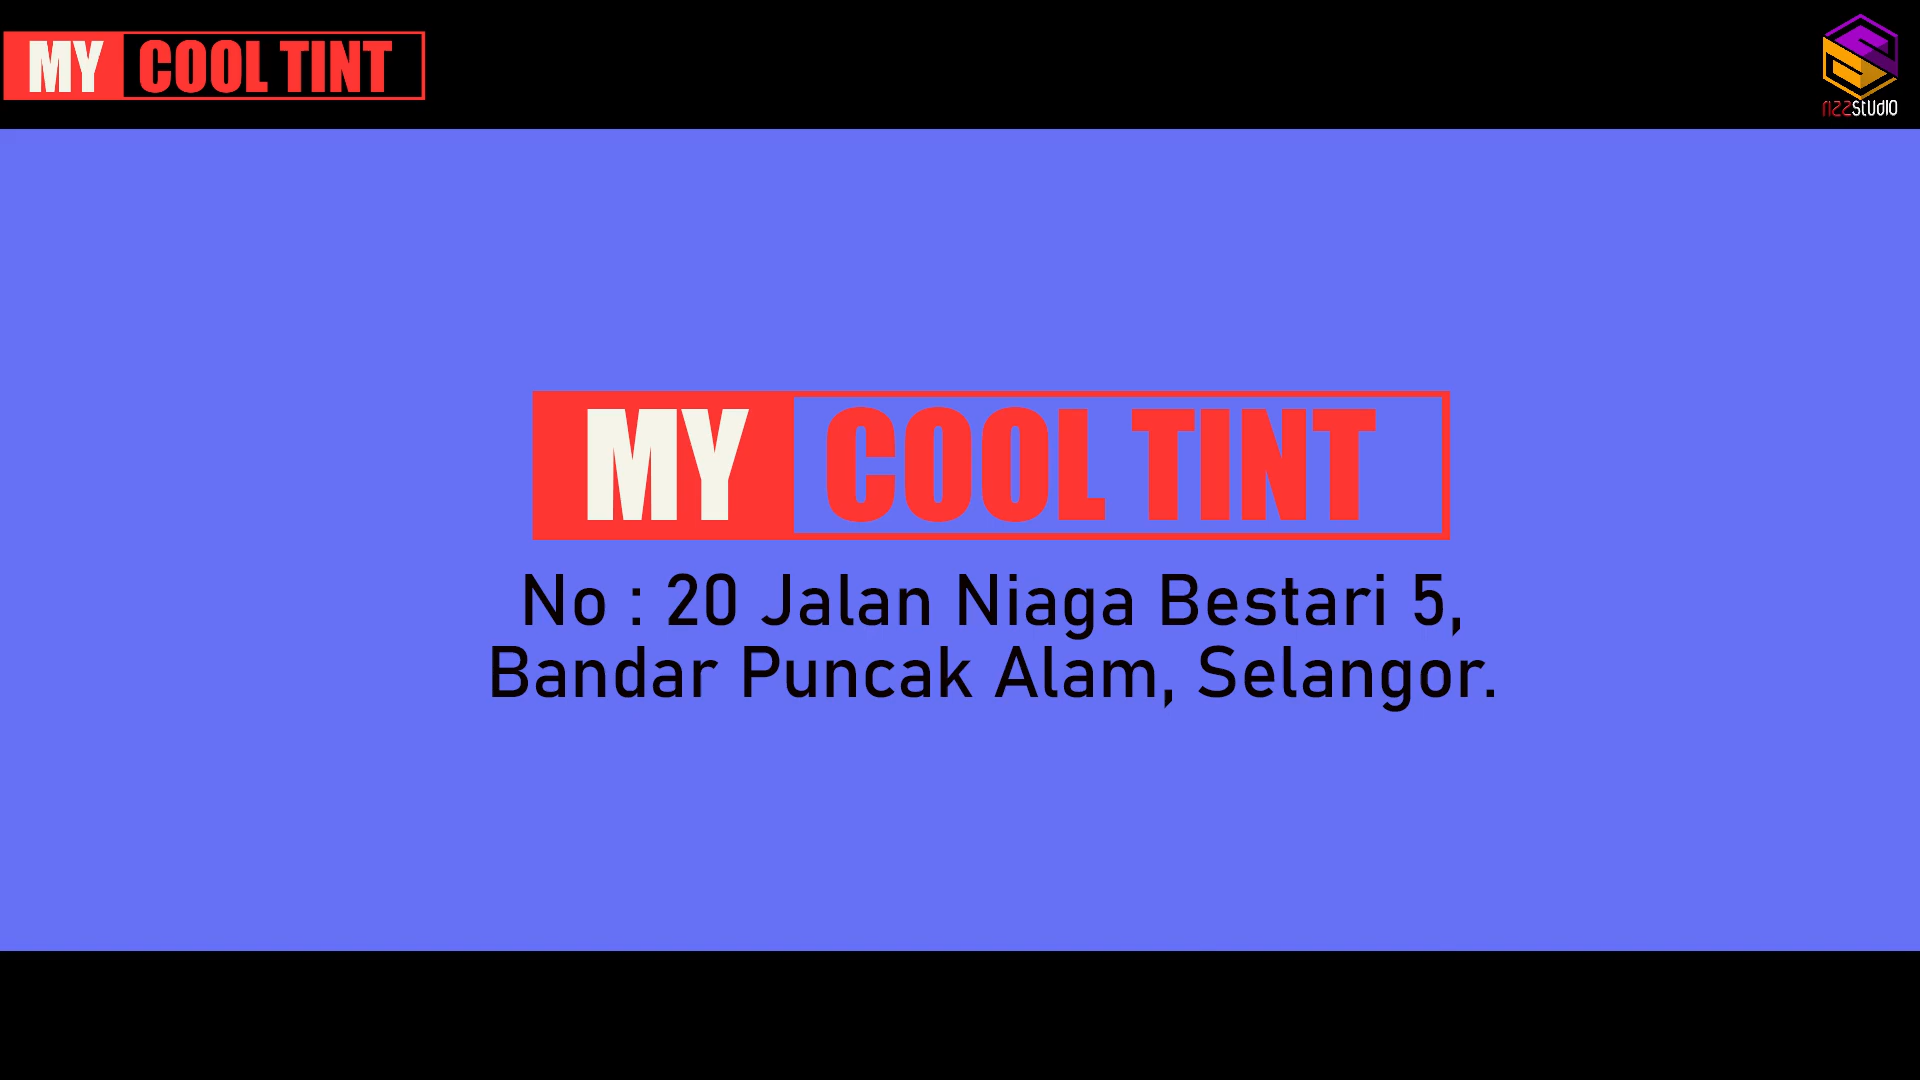 MY COOL TINT
rizzStudio
MY COOL TINT
No : 20 Jalan Niaga Bestari 5,
Bandar Puncak Alam, Selangor.